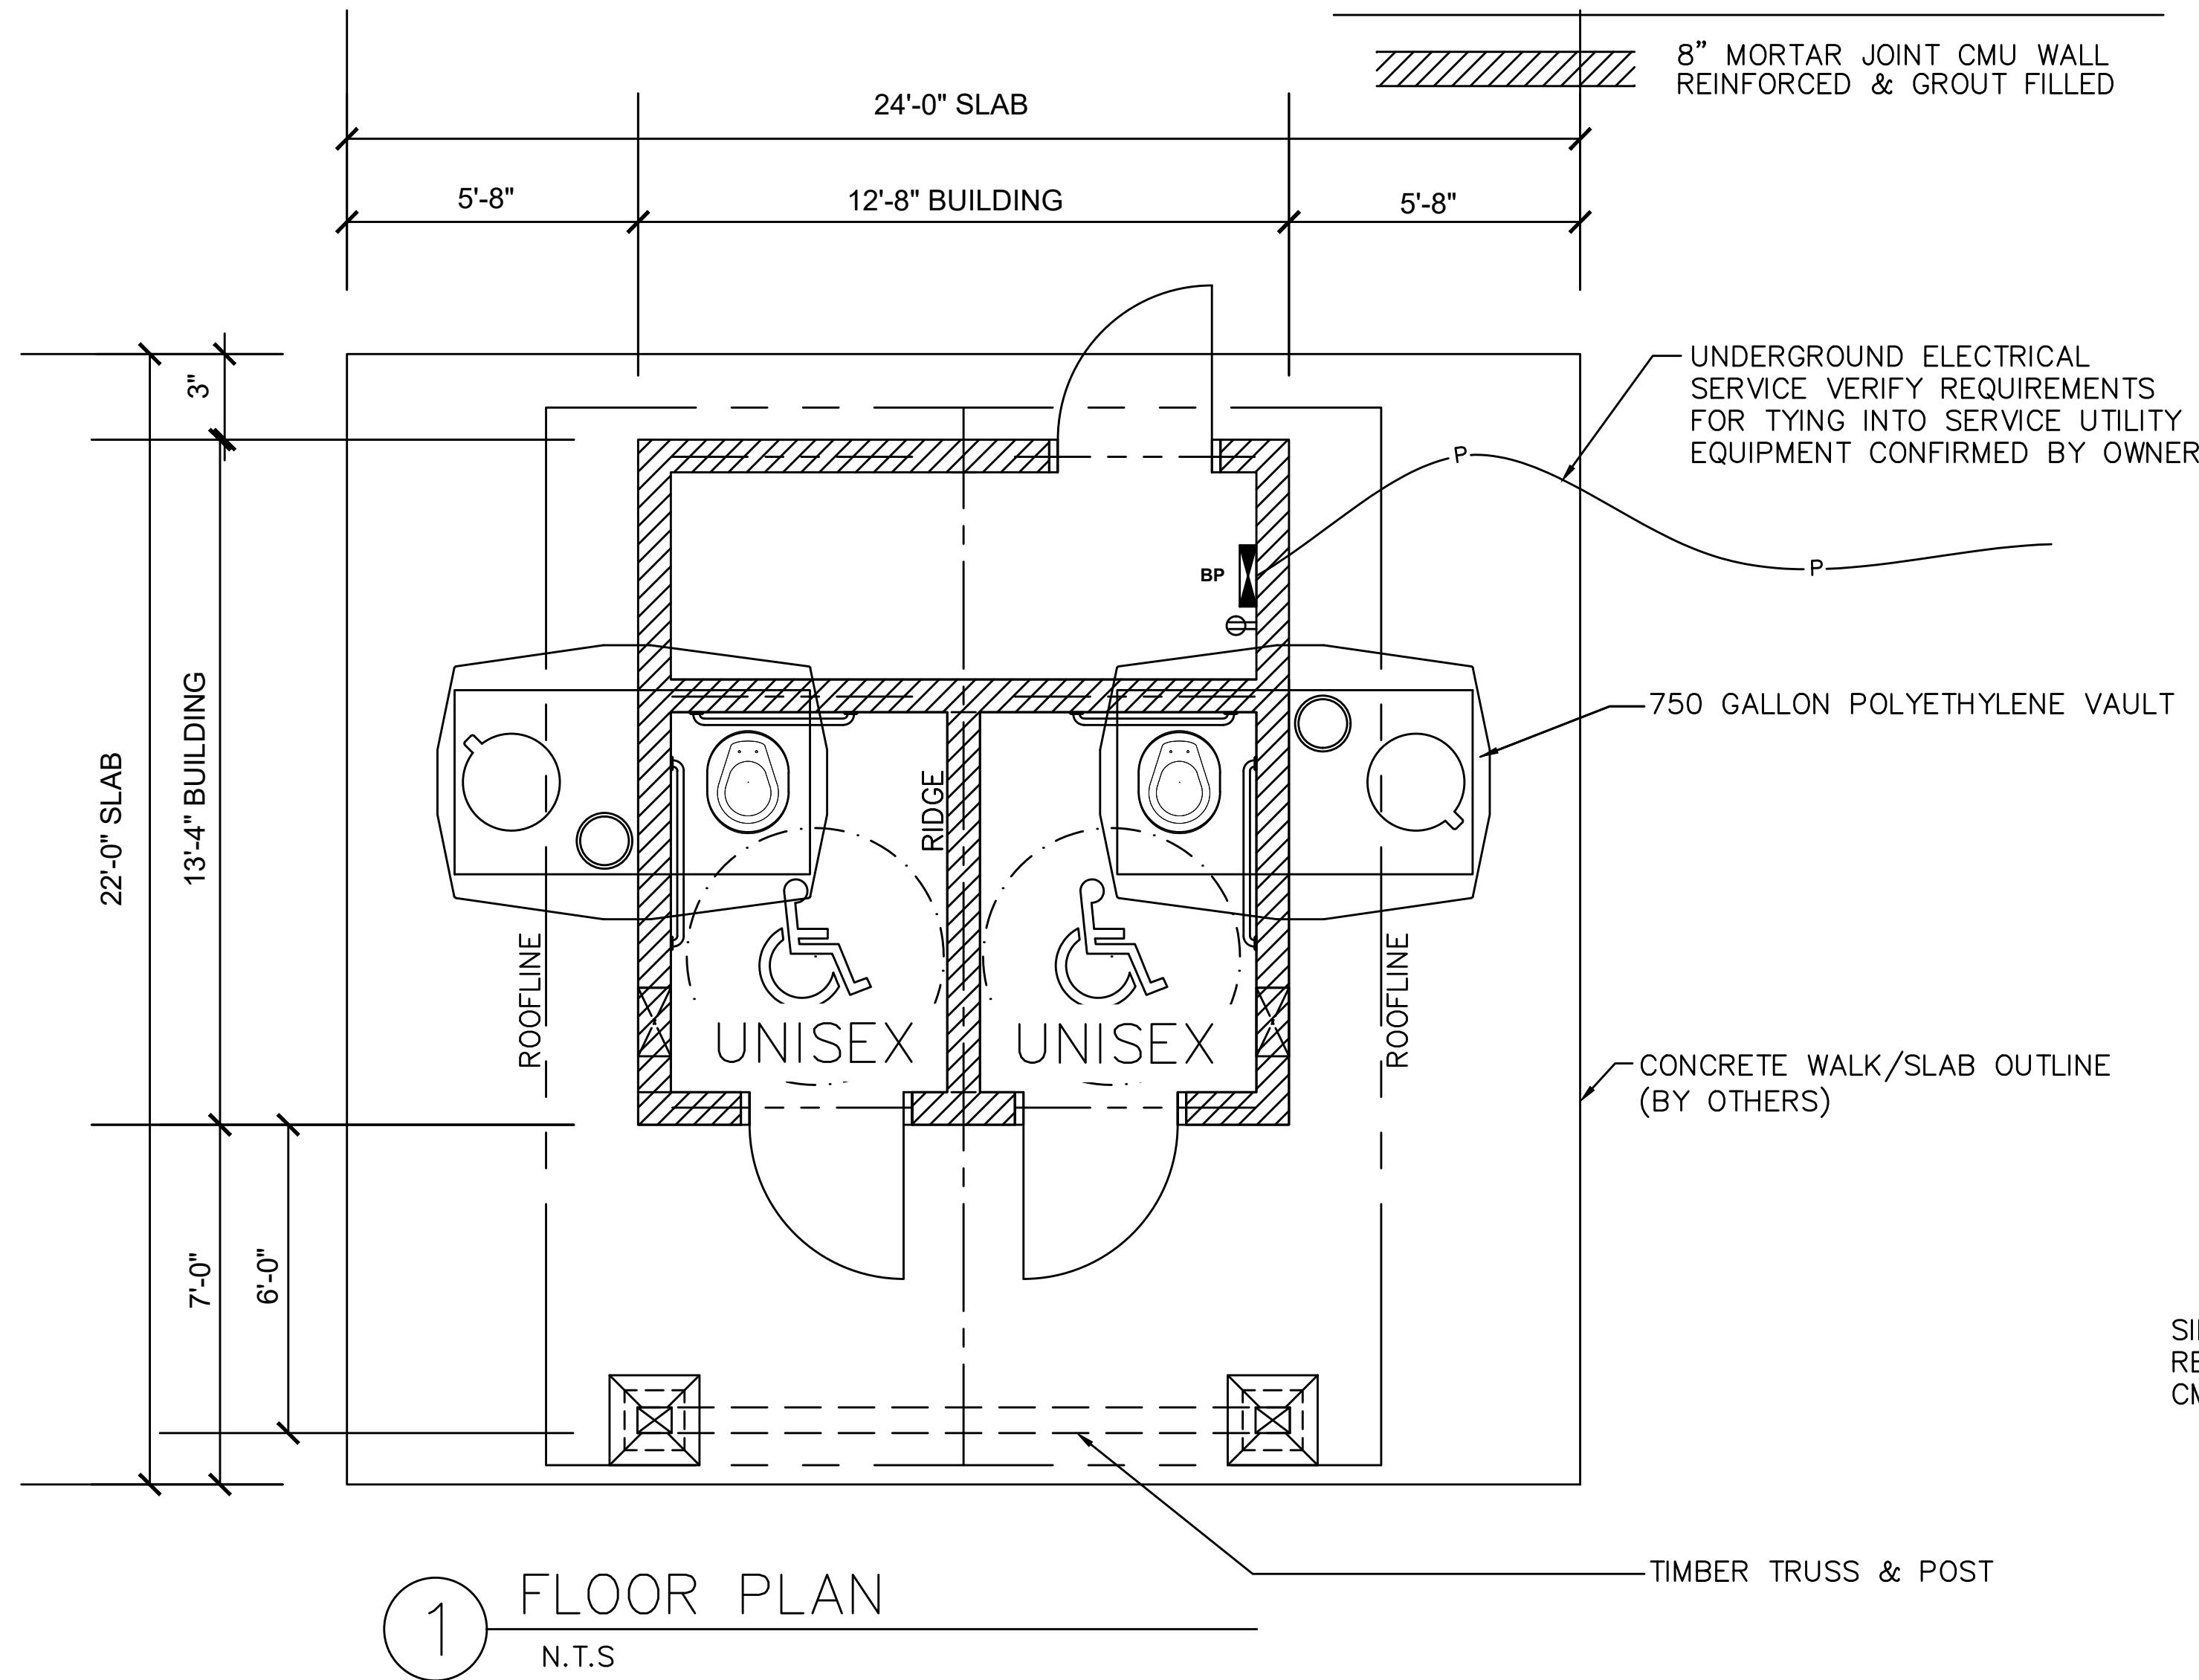 8" MORTAR JOINT CMU WALL
REINFORCED & GROUT FILLED
24'-0" SLAB
5'-8"
12'-8" BUILDING
5'-8"
3"
UNDERGROUND ELECTRICAL
SERVICE VERIFY REQUIREMENTS
FOR TYING INTO SERVICE UTILITY
EQUIPMENT CONFIRMED BY OWNER
P
P
BP
750 GALLON POLYETHYLENE VAULT
22'-0" SLAB
13'-4" BUILDING
RIDGE
ROOFLINE
ROOFLINE
UNISEX
UNISEX
CONCRETE WALK/SLAB OUTLINE
(BY OTHERS)
7'-0"
6'-0"
TIMBER TRUSS & POST
1
FLOOR PLAN
N.T.S